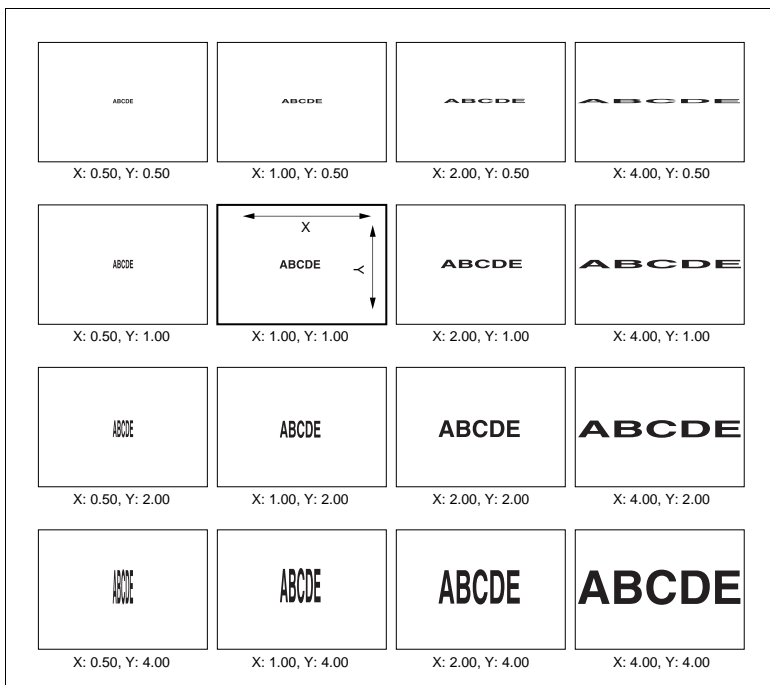 ABCDE ABCDE ABCDE ABCDE
X: 0.50, Y: 0.50 X: 1.00, Y: 0.50 X: 2.00, Y: 0.50 X: 4.00, Y: 0.50
X
Y
ABCDE ABCDE ABCDE ABCDE
X: 0.50, Y: 1.00 X: 1.00, Y: 1.00 X: 2.00, Y: 1.00 X: 4.00, Y: 1.00
ABCDE ABCDE ABCDE ABCDE
X: 0.50, Y: 2.00 X: 1.00, Y: 2.00 X: 2.00, Y: 2.00 X: 4.00, Y: 2.00
ABCDE ABCDE ABCDE ABCDE
X: 0.50, Y: 4.00 X: 1.00, Y: 4.00 X: 2.00, Y: 4.00 X: 4.00, Y: 4.00